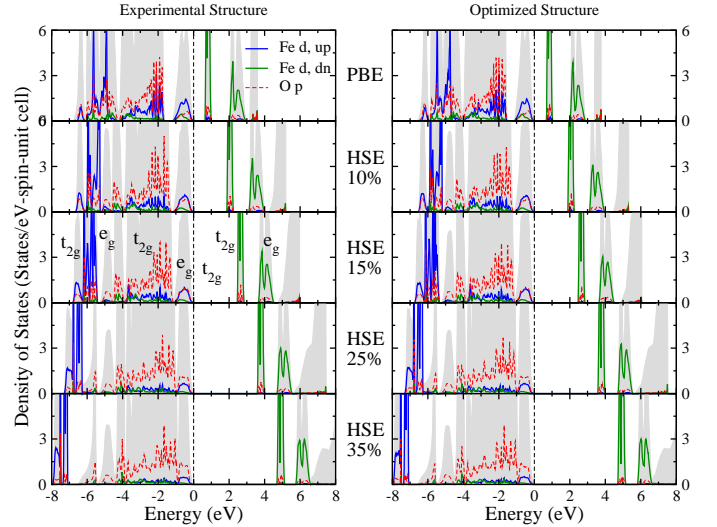 Experimental Structure
Optimized Structure
Density of States (States/eV-spin-unit cell)
Fe d, up
Fe d, dn
O p
PBE
HSE
10%
HSE
15%
HSE
25%
HSE
35%
t2g
eg
t2g
eg
t2g
t2g
eg
6
6
0
3
0
3
0
3
0
3
0
6
3
0
3
0
3
0
3
0
3
0
-8 -6 -4 -2 0 2 4 6 8
-8 -6 -4 -2 0 2 4 6 8
Energy (eV)
Energy (eV)